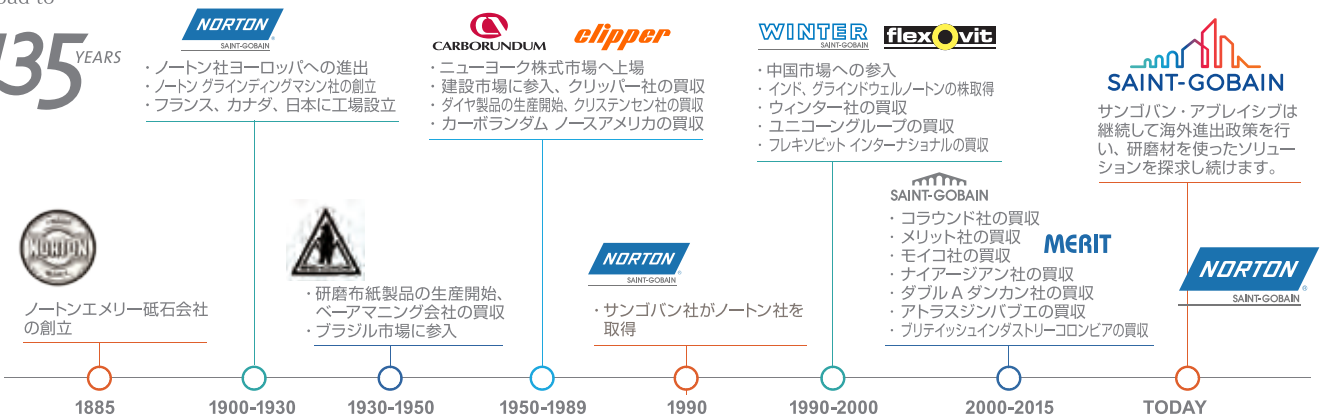 135 YEARS
NORTON
SAINT-GOBAIN
・ノートン社ヨーロッパへの進出
・ノートン グラインディングマシン社の創立
・フランス、カナダ、日本に工場設立
CARBORUNDUM
clipper
・ニューヨーク株式市場へ上場
・建設市場に参入、クリッパー社の買収
・ダイヤ製品の生産開始、クリステンセン社の買収
・カーボランダム ノースアメリカの買収
WINTER
SAINT-GOBAIN
flexovit
・中国市場への参入
・インド、グラインドウェルノートンの株取得
・ウィンター社の買収
・ユニコーングループの買収
・フレキソビット インターナショナルの買収
SAINT-GOBAIN
サンゴバン・アブレイシブは
継続して海外進出政策を行
い、研磨材を使ったソリュー
ションを探求し続けます。
NORTON
ノートンエメリー砥石会社
の創立
・研磨布紙製品の生産開始、
ベーアマニング会社の買収
・ブラジル市場に参入
NORTON
SAINT-GOBAIN
・サンゴバン社がノートン社を
取得
SAINT-GOBAIN
・コラウンド社の買収
・メリット社の買収
・モイコ社の買収
・ナイアージアン社の買収
・ダブル A ダンカン社の買収
・アトラスジンバブエの買収
・ブリテイッシュインダストリーコロンビアの買収
MERIT
NORTON
SAINT-GOBAIN
1885
1900-1930
1930-1950
1950-1989
1990
1990-2000
2000-2015
TODAY